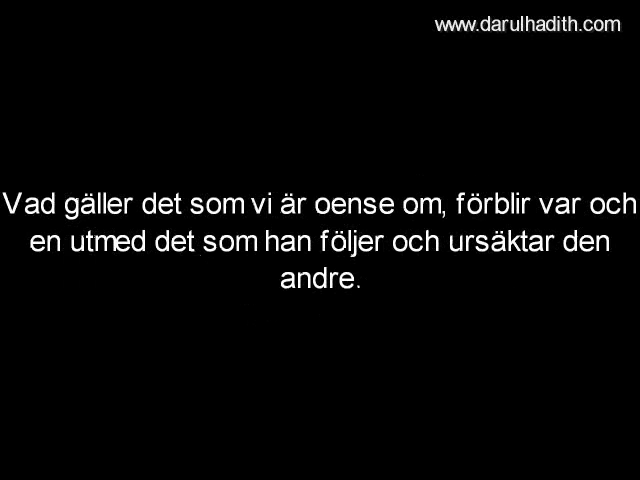 www.darulhadith.com
Vad gäller det som vi är oense om, förblir var och
en utmed det som han följer och ursäktar den
andre.